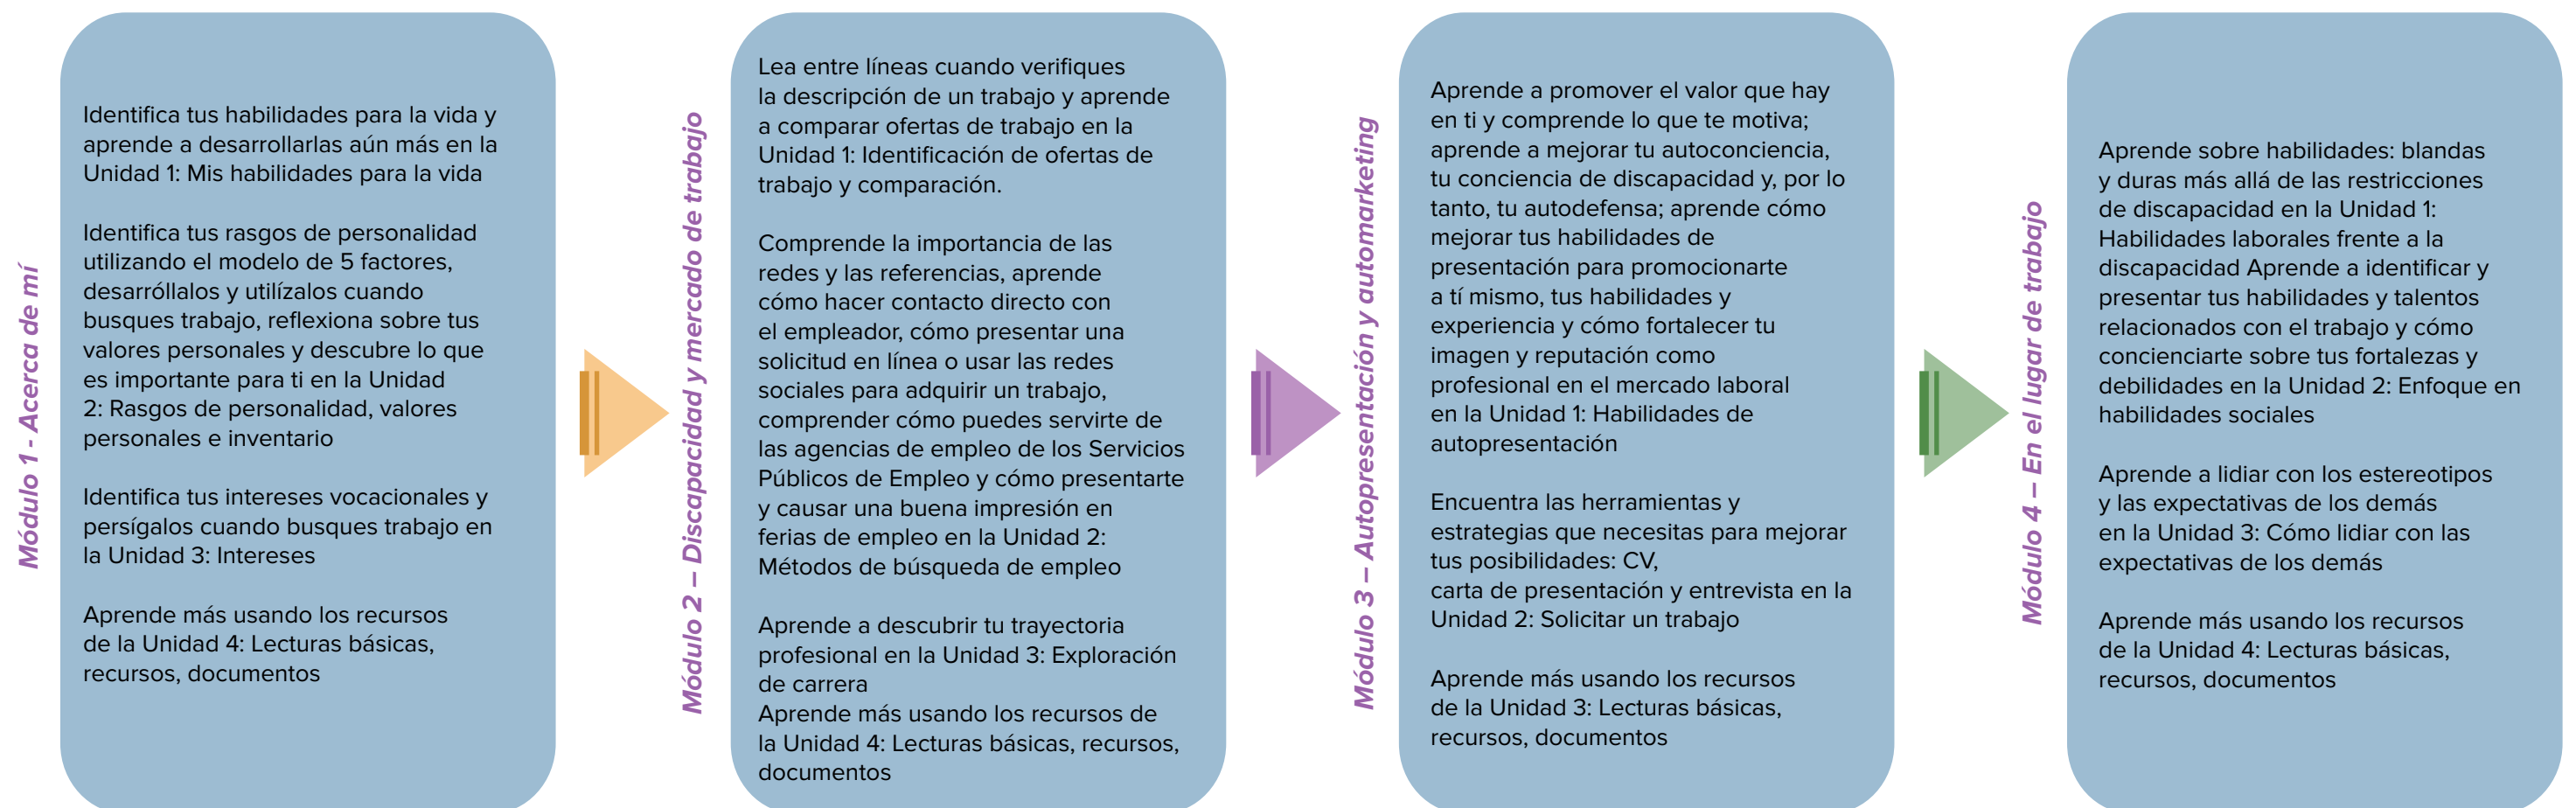 Módulo 1 - Acerca de mí
Identifica tus habilidades para la vida y
aprende a desarrollarlas aún más en la
Unidad 1: Mis habilidades para la vida
Identifica tus rasgos de personalidad
utilizando el modelo de 5 factores,
desarróllalos y utilízalos cuando
busques trabajo, reflexiona sobre tus
valores personales y descubre lo que
es importante para ti en la Unidad
2: Rasgos de personalidad, valores
personales e inventario
Identifica tus intereses vocacionales y
persígalos cuando busques trabajo en
la Unidad 3: Intereses
Aprende más usando los recursos
de la Unidad 4: Lecturas básicas,
recursos, documentos
Módulo 2 – Discapacidad y mercado de trabajo
Lea entre líneas cuando verifiques
la descripción de un trabajo y aprende
a comparar ofertas de trabajo en la
Unidad 1: Identificación de ofertas de
trabajo y comparación.
Comprende la importancia de las
redes y las referencias, aprende
cómo hacer contacto directo con
el empleador, cómo presentar una
solicitud en línea o usar las redes
sociales para adquirir un trabajo,
comprender cómo puedes servirte de
las agencias de empleo de los Servicios
Públicos de Empleo y cómo presentarte
y causar una buena impresión en
ferias de empleo en la Unidad 2:
Métodos de búsqueda de empleo
Aprende a descubrir tu trayectoria
profesional en la Unidad 3: Exploración
de carrera
Aprende más usando los recursos de
la Unidad 4: Lecturas básicas, recursos,
documentos
Módulo 3 – Autopresentación y automarketing
Aprende a promover el valor que hay
en ti y comprende lo que te motiva;
aprende a mejorar tu autoconciencia,
tu conciencia de discapacidad y, por lo
tanto, tu autodefensa; aprende cómo
mejorar tus habilidades de
presentación para promocionarte
a tí mismo, tus habilidades y
experiencia y cómo fortalecer tu
imagen y reputación como
profesional en el mercado laboral
en la Unidad 1: Habilidades de
autopresentación
Encuentra las herramientas y
estrategias que necesitas para mejorar
tus posibilidades: CV,
carta de presentación y entrevista en la
Unidad 2: Solicitar un trabajo
Aprende más usando los recursos
de la Unidad 3: Lecturas básicas,
recursos, documentos
Módulo 4 – En el lugar de trabajo
Aprende sobre habilidades: blandas
y duras más allá de las restricciones
de discapacidad en la Unidad 1:
Habilidades laborales frente a la
discapacidad Aprende a identificar y
presentar tus habilidades y talentos
relacionados con el trabajo y cómo
concienciarte sobre tus fortalezas y
debilidades en la Unidad 2: Enfoque en
habilidades sociales
Aprende a lidiar con los estereotipos
y las expectativas de los demás
en la Unidad 3: Cómo lidiar con las
expectativas de los demás
Aprende más usando los recursos
de la Unidad 4: Lecturas básicas,
recursos, documentos